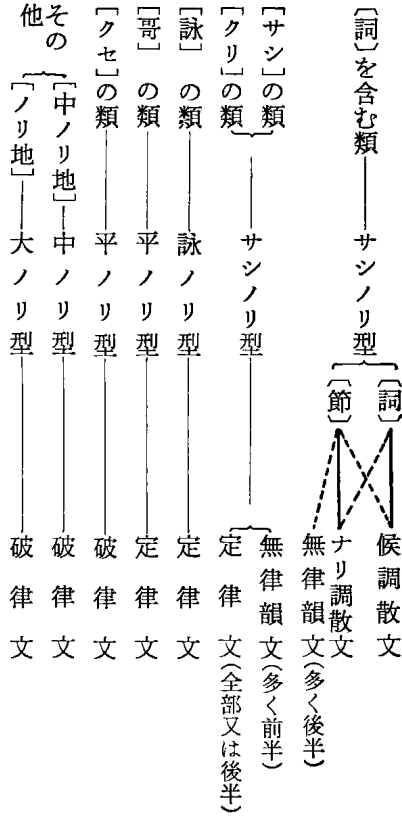 〔詞〕を含む類――サシノリ型
〔詞〕
〔節〕
候調散文
ナリ調散文
無律韻文(多く後半)
〔サシ〕の類
〔クリ〕の類
サシノリ型
無律韻文(多く前半)
定律文(全部又は後半)
〔詠〕の類――詠ノリ型――定律文
〔哥〕の類――平ノリ型――定律文
〔クセ〕の類――平ノリ型――破律文
その他
〔中ノリ地〕――中ノリ型――破律文
〔ノリ地〕――大ノリ型――破律文